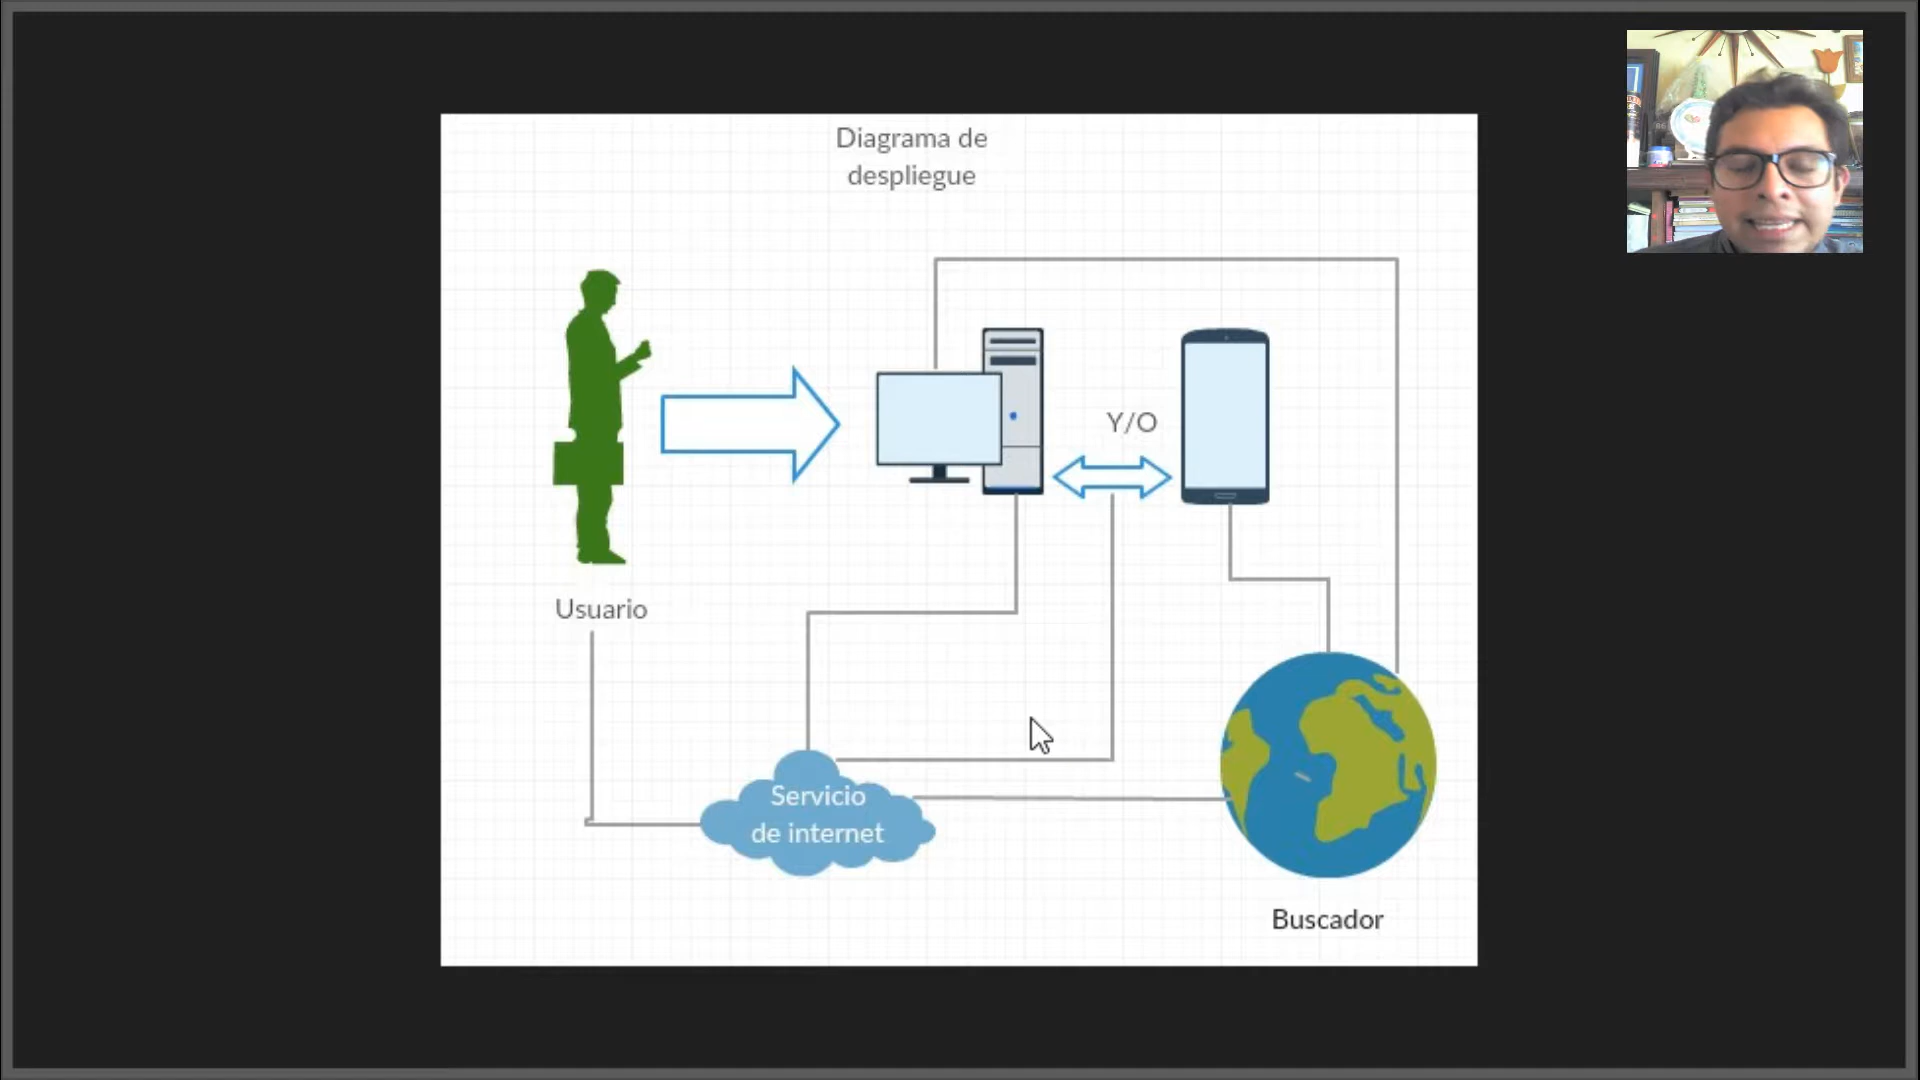 Diagrama de
despliegue
Y/O
Usuario
Servicio
de internet
Buscador